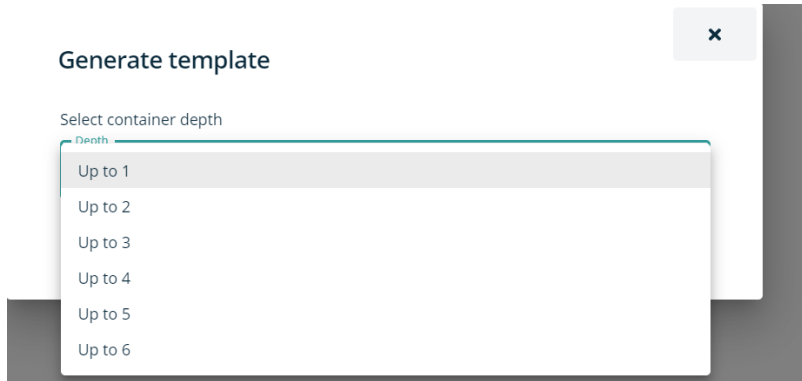 Generate template
Select container depth
Depth
Up to 1
Up to 2
Up to 3
Up to 4
Up to 5
Up to 6